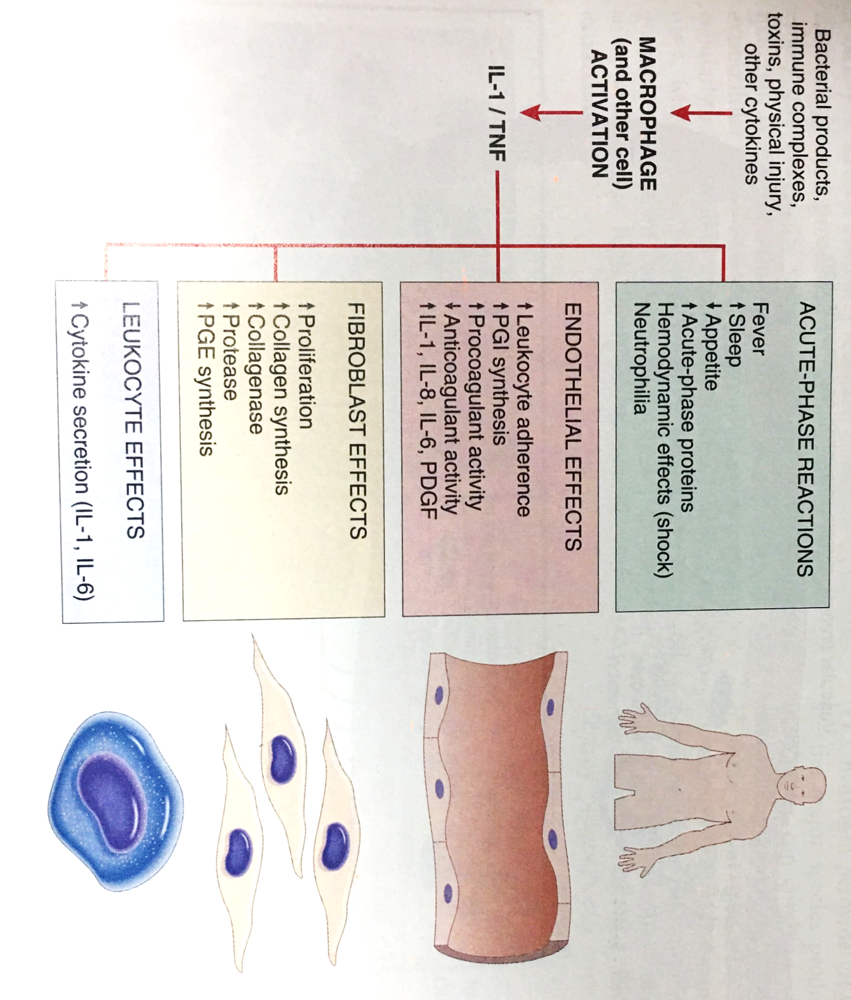 Bacterial products,
immune complexes,
toxins, physical injury,
other cytokines
MACROPHAGE
(and other cell)
ACTIVATION
IL-1 / TNF
ACUTE-PHASE REACTIONS
Fever
↑Sleep
↓Appetite
↑Acute-phase proteins
Hemodynamic effects (shock)
Neutrophilia
ENDOTHELIAL EFFECTS
↑Leukocyte adherence
↑PGI synthesis
↑Procoagulant activity
↓Anticoagulant activity
↑IL-1, IL-8, IL-6, PDGF
FIBROBLAST EFFECTS
↑Proliferation
↑Collagen synthesis
↑Collagenase
↑Protease
↑PGE synthesis
LEUKOCYTE EFFECTS
↑Cytokine secretion (IL-1, IL-6)